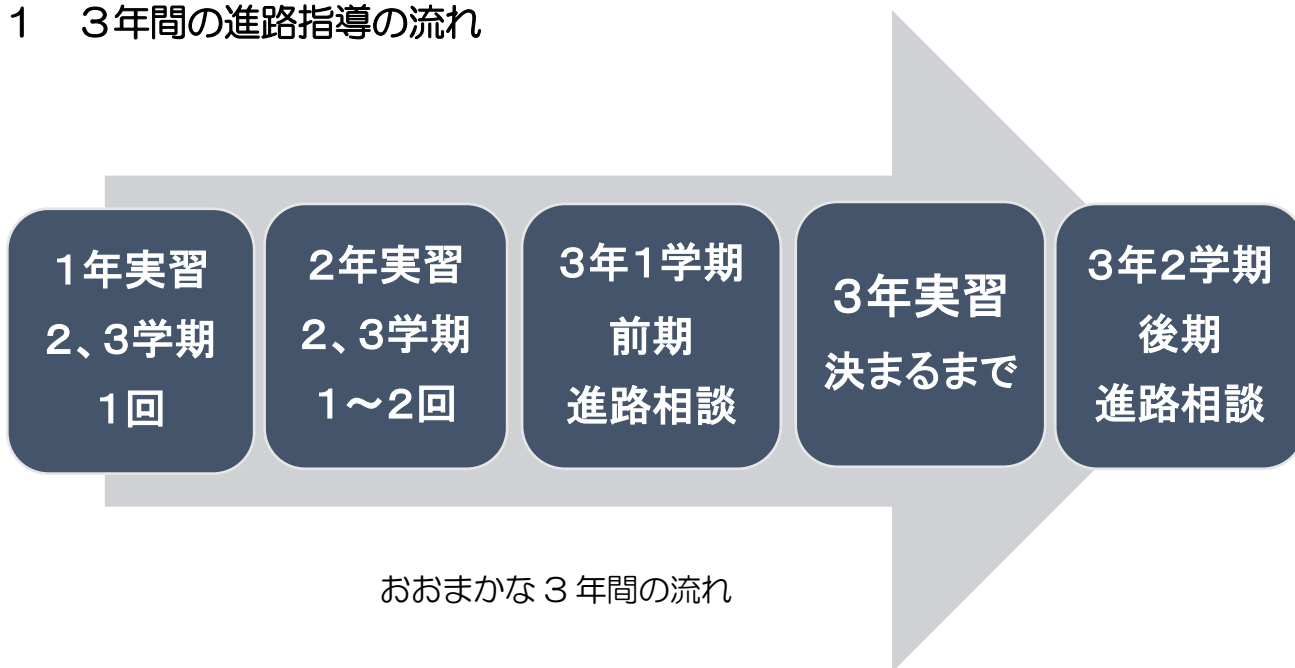 1　3年間の進路指導の流れ
1年実習
2、3学期
1回
2年実習
2、3学期
1～2回
3年1学期
前期
進路相談
3年実習
決まるまで
3年2学期
後期
進路相談
おおまかな3年間の流れ